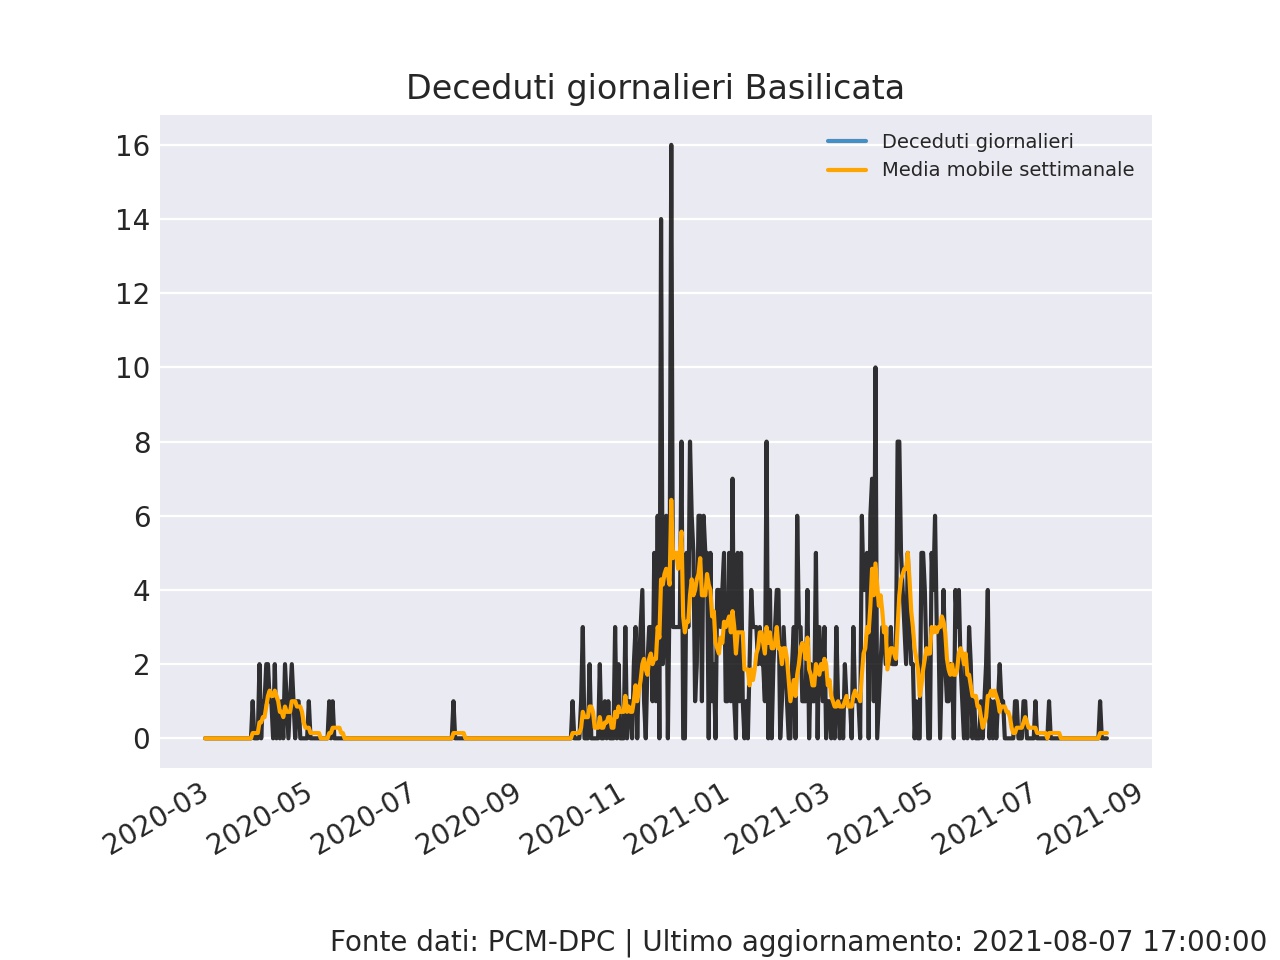 Deceduti giornalieri Basilicata
Deceduti giornalieri
Media mobile settimanale
16
14
12
10
8
6
4
2
0
2020-03 2020-05 2020-07 2020-09 2020-11 2021-01 2021-03 2021-05 2021-07 2021-09
Fonte dati: PCM-DPC | Ultimo aggiornamento: 2021-08-07 17:00:00